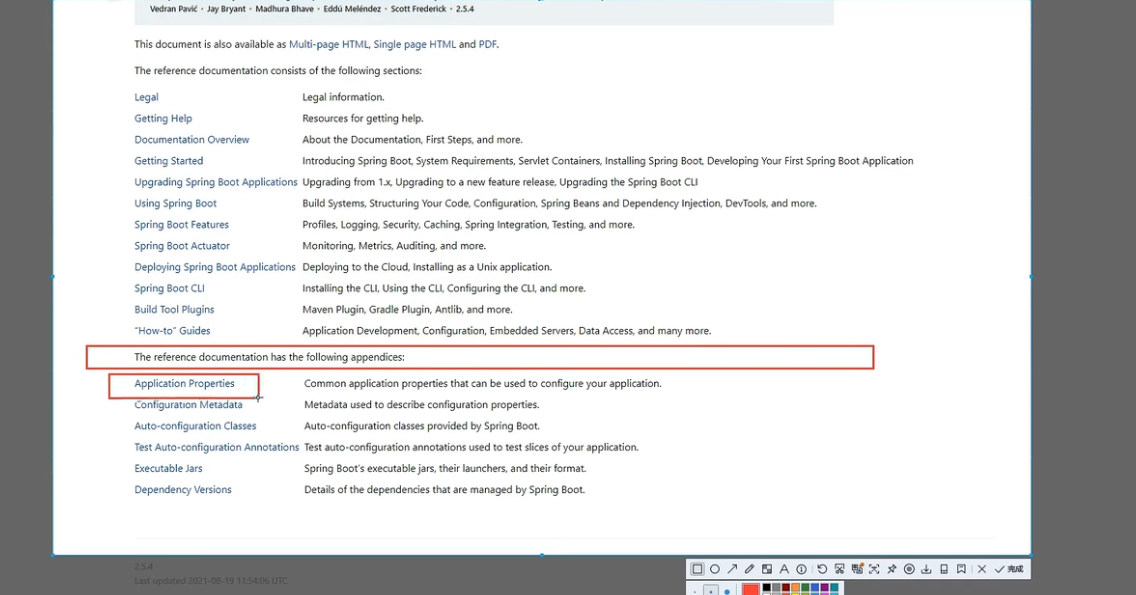 Vedran Pavić · Jay Bryant · Madhura Bhave · Eddú Meléndez · Scott Frederick · 2.5.4
This document is also available as Multi-page HTML, Single page HTML and PDF.
The reference documentation consists of the following sections:
Legal Legal information.
Getting Help Resources for getting help.
Documentation Overview About the Documentation, First Steps, and more.
Getting Started Introducing Spring Boot, System Requirements, Servlet Containers, Installing Spring Boot, Developing Your First Spring Boot Application
Upgrading Spring Boot Applications Upgrading from 1.x, Upgrading to a new feature release, Upgrading the Spring Boot CLI
Using Spring Boot Build Systems, Structuring Your Code, Configuration, Spring Beans and Dependency Injection, DevTools, and more.
Spring Boot Features Profiles, Logging, Security, Caching, Spring Integration, Testing, and more.
Spring Boot Actuator Monitoring, Metrics, Auditing, and more.
Deploying Spring Boot Applications Deploying to the Cloud, Installing as a Unix application.
Spring Boot CLI Installing the CLI, Using the CLI, Configuring the CLI, and more.
Build Tool Plugins Maven Plugin, Gradle Plugin, Antlib, and more.
“How-to” Guides Application Development, Configuration, Embedded Servers, Data Access, and many more.
The reference documentation has the following appendices:
Application Properties Common application properties that can be used to configure your application.
Configuration Metadata Metadata used to describe configuration properties.
Auto-configuration Classes Auto-configuration classes provided by Spring Boot.
Test Auto-configuration Annotations Test auto-configuration annotations used to test slices of your application.
Executable Jars Spring Boot’s executable jars, their launchers, and their format.
Dependency Versions Details of the dependencies that are managed by Spring Boot.
2.5.4
Last updated 2021-08-19 11:54:06 UTC
完成